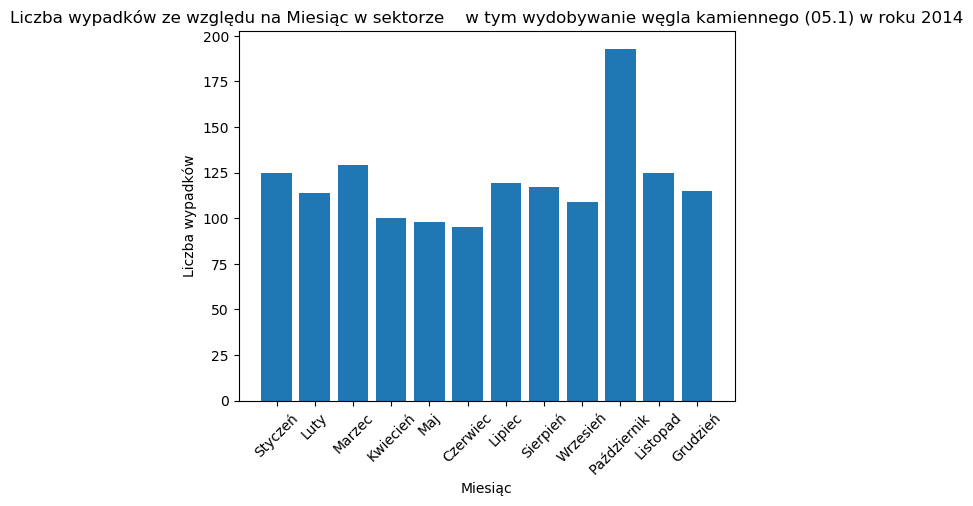 Liczba wypadków ze względu na Miesiąc w sektorze    w tym wydobywanie węgla kamiennego (05.1) w roku 2014
200
175
150
125
100
75
50
25
0
Liczba wypadków
Styczeń
Luty
Marzec
Kwiecień
Maj
Czerwiec
Lipiec
Sierpień
Wrzesień
Październik
Listopad
Grudzień
Miesiąc